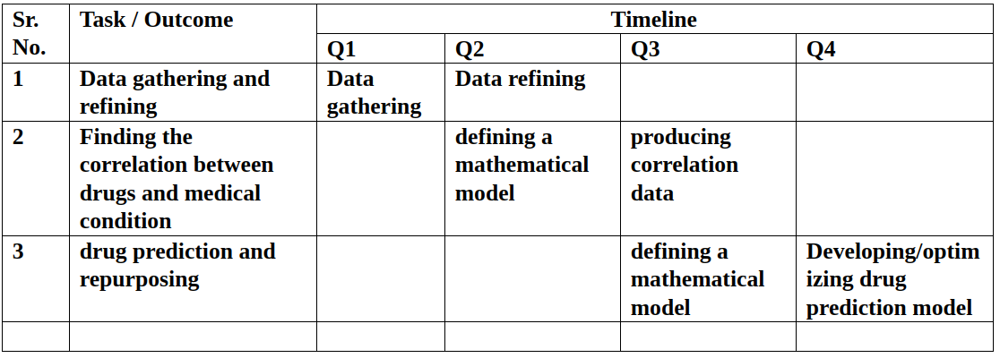 Sr. No. Task / Outcome Timeline
Q1 Q2 Q3 Q4
1 Data gathering and refining Data gathering Data refining
2 Finding the correlation between drugs and medical condition defining a mathematical model producing correlation data
3 drug prediction and repurposing defining a mathematical model Developing/optimizing drug prediction model